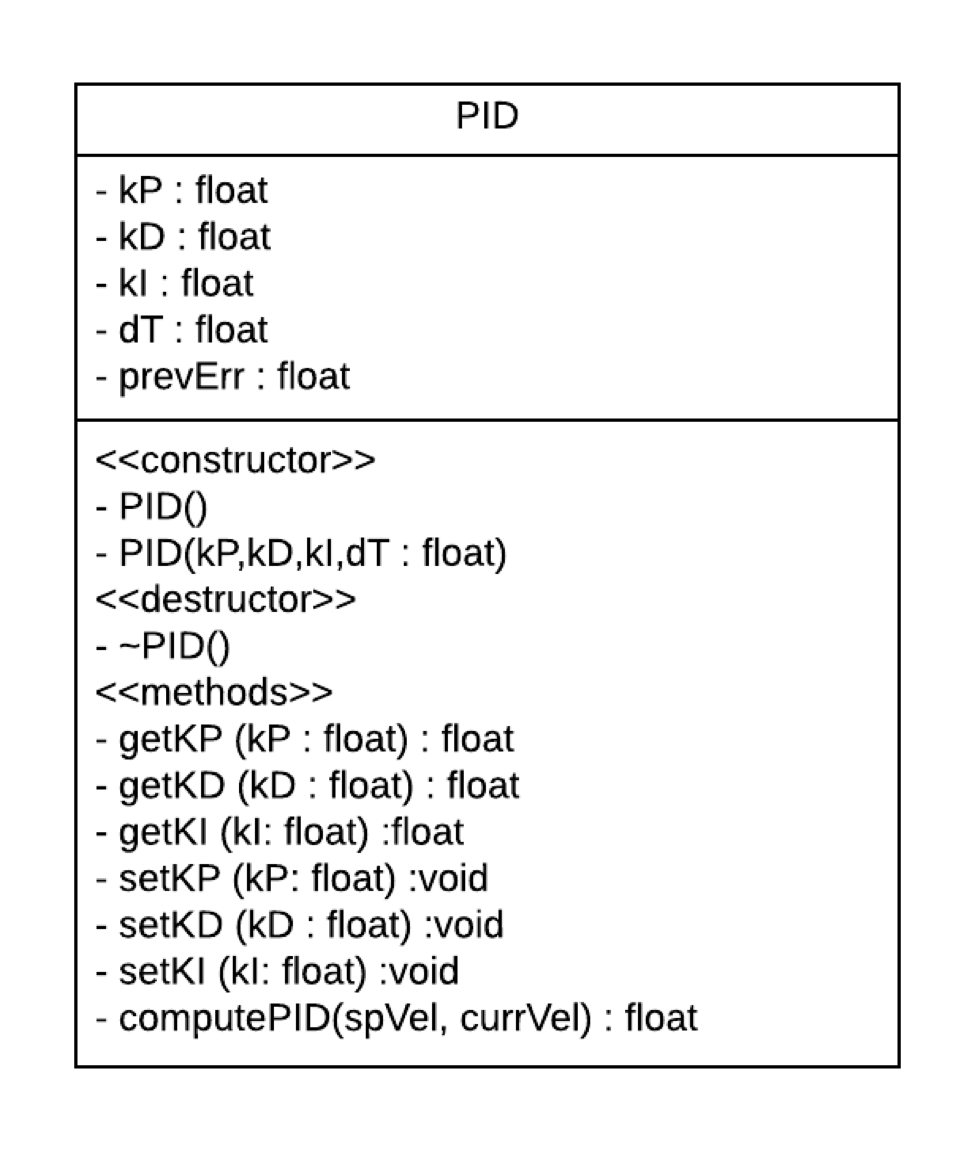 PID
- kP : float
- kD : float
- kI : float
- dT : float
- prevErr : float
<<constructor>>
- PID()
- PID(kP,kD,kI,dT : float)
<<destructor>>
- ~PID()
<<methods>>
- getKP (kP : float) : float
- getKD (kD : float) : float
- getKI (kI: float) :float
- setKP (kP: float) :void
- setKD (kD : float) :void
- setKI (kI: float) :void
- computePID(spVel, currVel) : float